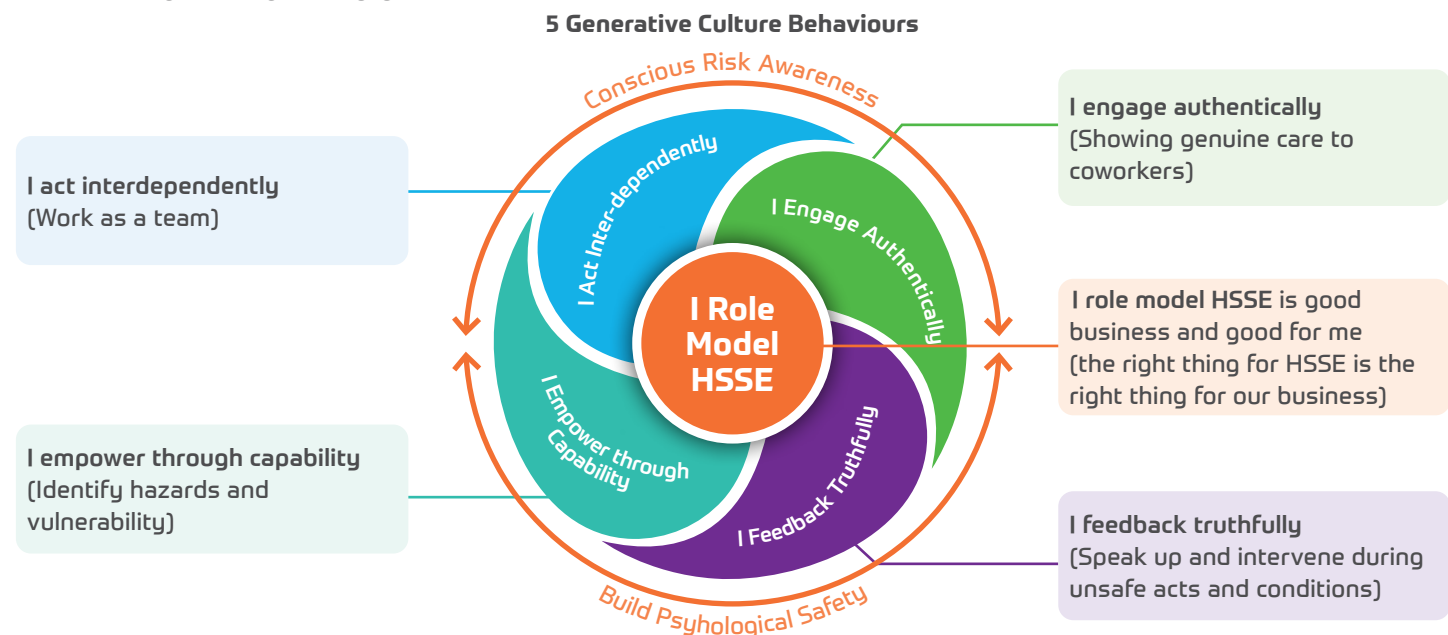 5 Generative Culture Behaviours
Conscious Risk Awareness
I act interdependently
(Work as a team)
I engage authentically
(Showing genuine care to
coworkers)
I Act Inter-dependently
I Engage Authentically
I Role
Model
HSSE
I role model HSSE is good
business and good for me
(the right thing for HSSE is the
right thing for our business)
I Empower through
Capability
I Feedback Truthfully
I empower through capability
(Identify hazards and
vulnerability)
I feedback truthfully
(Speak up and intervene during
unsafe acts and conditions)
Build Psyhological Safety